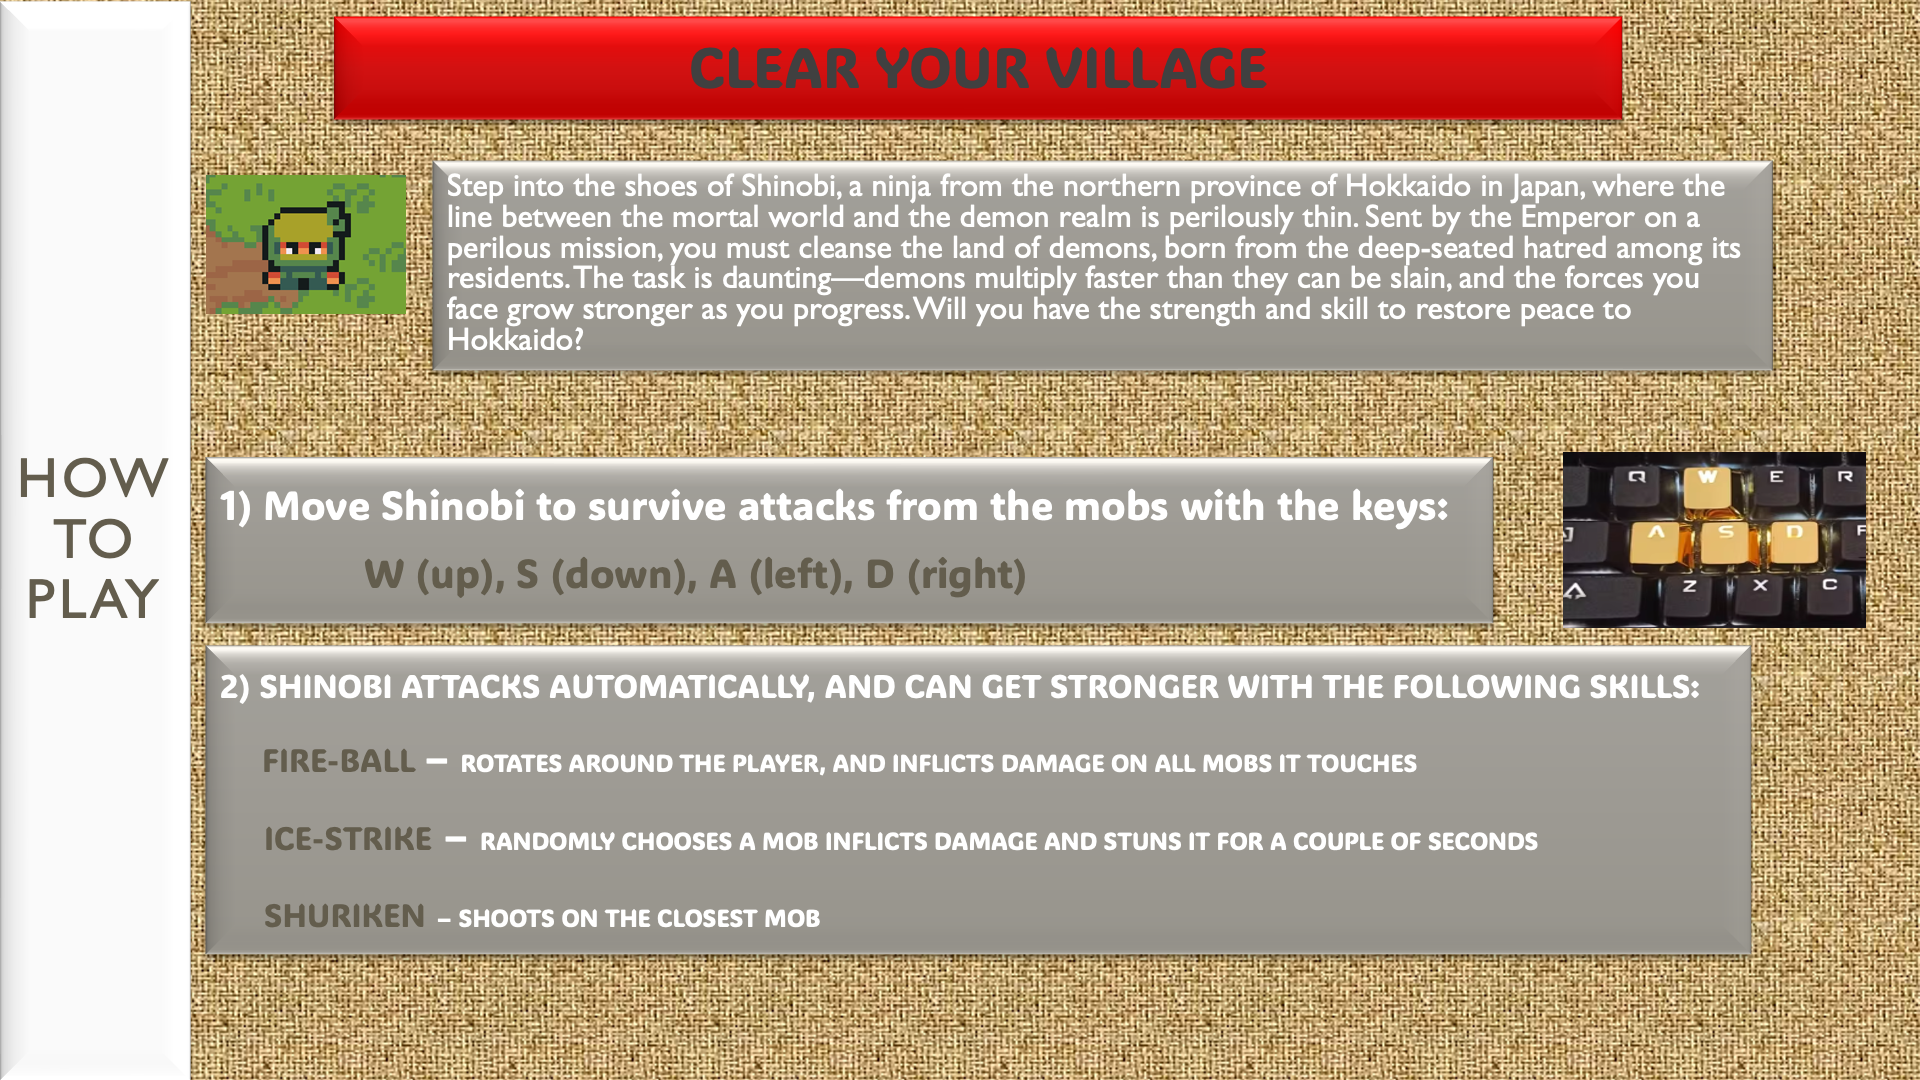 CLEAR YOUR VILLAGE
Step into the shoes of Shinobi, a ninja from the northern province of Hokkaido in Japan, where the
line between the mortal world and the demon realm is perilously thin. Sent by the Emperor on a
perilous mission, you must cleanse the land of demons, born from the deep-seated hatred among its
residents. The task is daunting—demons multiply faster than they can be slain, and the forces you
face grow stronger as you progress. Will you have the strength and skill to restore peace to
Hokkaido?
HOW
TO
PLAY
1) Move Shinobi to survive attacks from the mobs with the keys:
W (up), S (down), A (left), D (right)
Q W E R
A S D F
Z X C
2) SHINOBI ATTACKS AUTOMATICALLY, AND CAN GET STRONGER WITH THE FOLLOWING SKILLS:
FIRE-BALL – ROTATES AROUND THE PLAYER, AND INFLICTS DAMAGE ON ALL MOBS IT TOUCHES
ICE-STRIKE – RANDOMLY CHOOSES A MOB INFLICTS DAMAGE AND STUNS IT FOR A COUPLE OF SECONDS
SHURIKEN – SHOOTS ON THE CLOSEST MOB